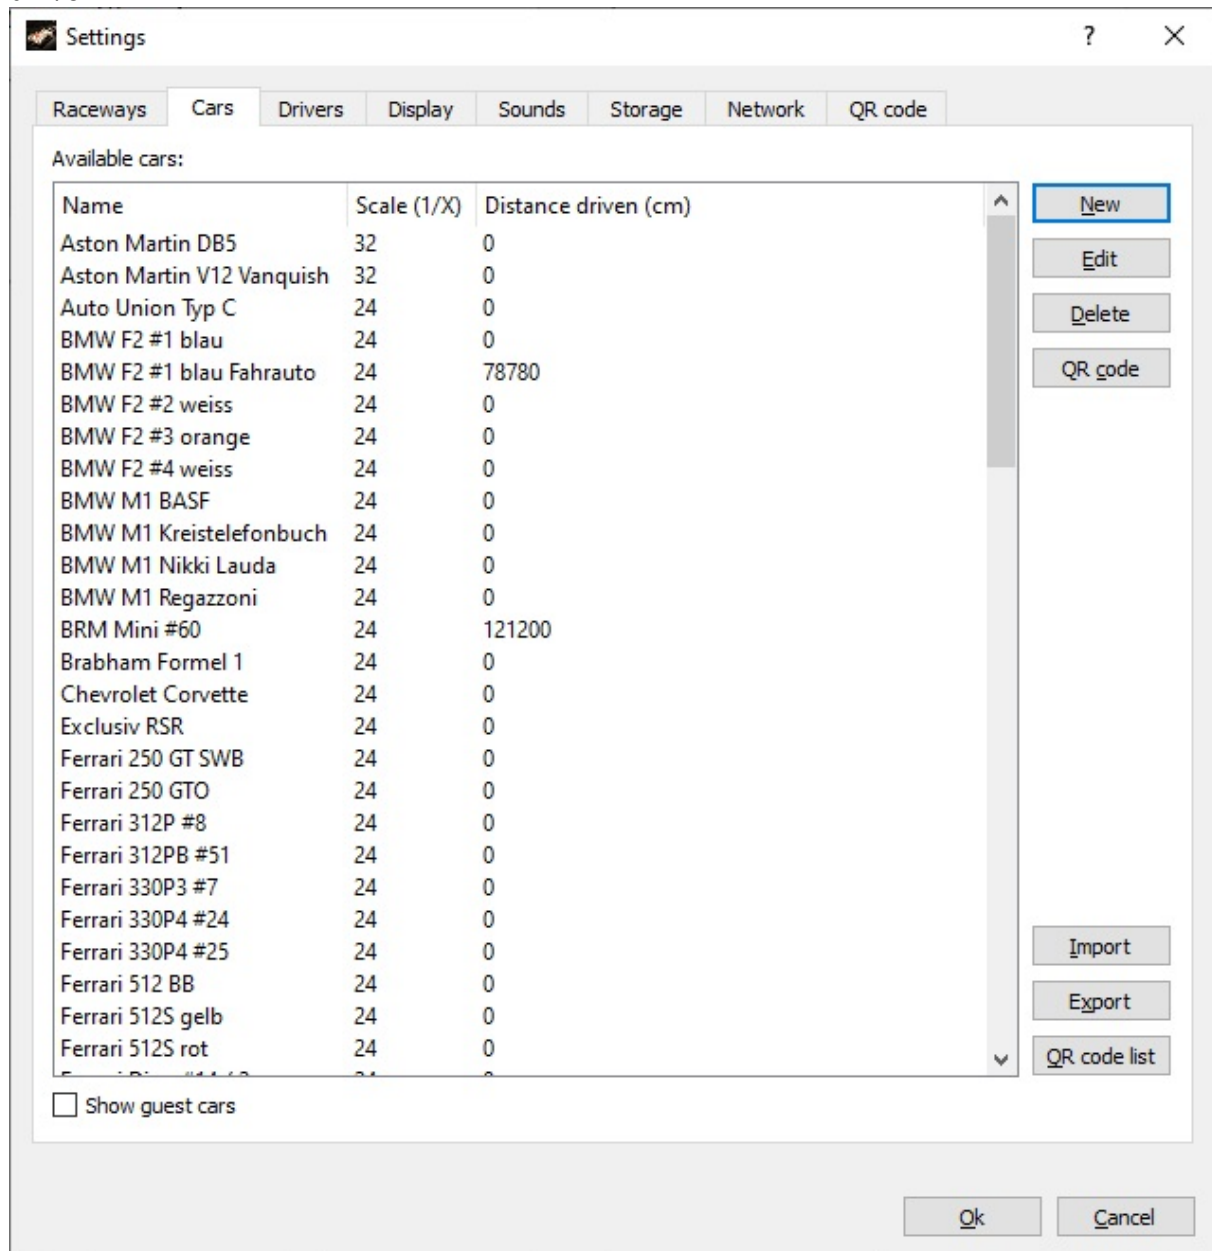 Settings
Raceways Cars Drivers Display Sounds Storage Network QR code
Available cars:
Name Scale (1/X) Distance driven (cm)
Aston Martin DB5 32 0
Aston Martin V12 Vanquish 32 0
Auto Union Typ C 24 0
BMW F2 #1 blau 24 0
BMW F2 #1 blau Fahrauto 24 78780
BMW F2 #2 weiss 24 0
BMW F2 #3 orange 24 0
BMW F2 #4 weiss 24 0
BMW M1 BASF 24 0
BMW M1 Kreistelefonbuch 24 0
BMW M1 Nikki Lauda 24 0
BMW M1 Regazzoni 24 0
BRM Mini #60 24 121200
Brabham Formel 1 24 0
Chevrolet Corvette 24 0
Exclusiv RSR 24 0
Ferrari 250 GT SWB 24 0
Ferrari 250 GTO 24 0
Ferrari 312P #8 24 0
Ferrari 312PB #51 24 0
Ferrari 330P3 #7 24 0
Ferrari 330P4 #24 24 0
Ferrari 330P4 #25 24 0
Ferrari 512 BB 24 0
Ferrari 512S gelb 24 0
Ferrari 512S rot 24 0
New
Edit
Delete
QR code
Import
Export
QR code list
Show guest cars
Ok Cancel